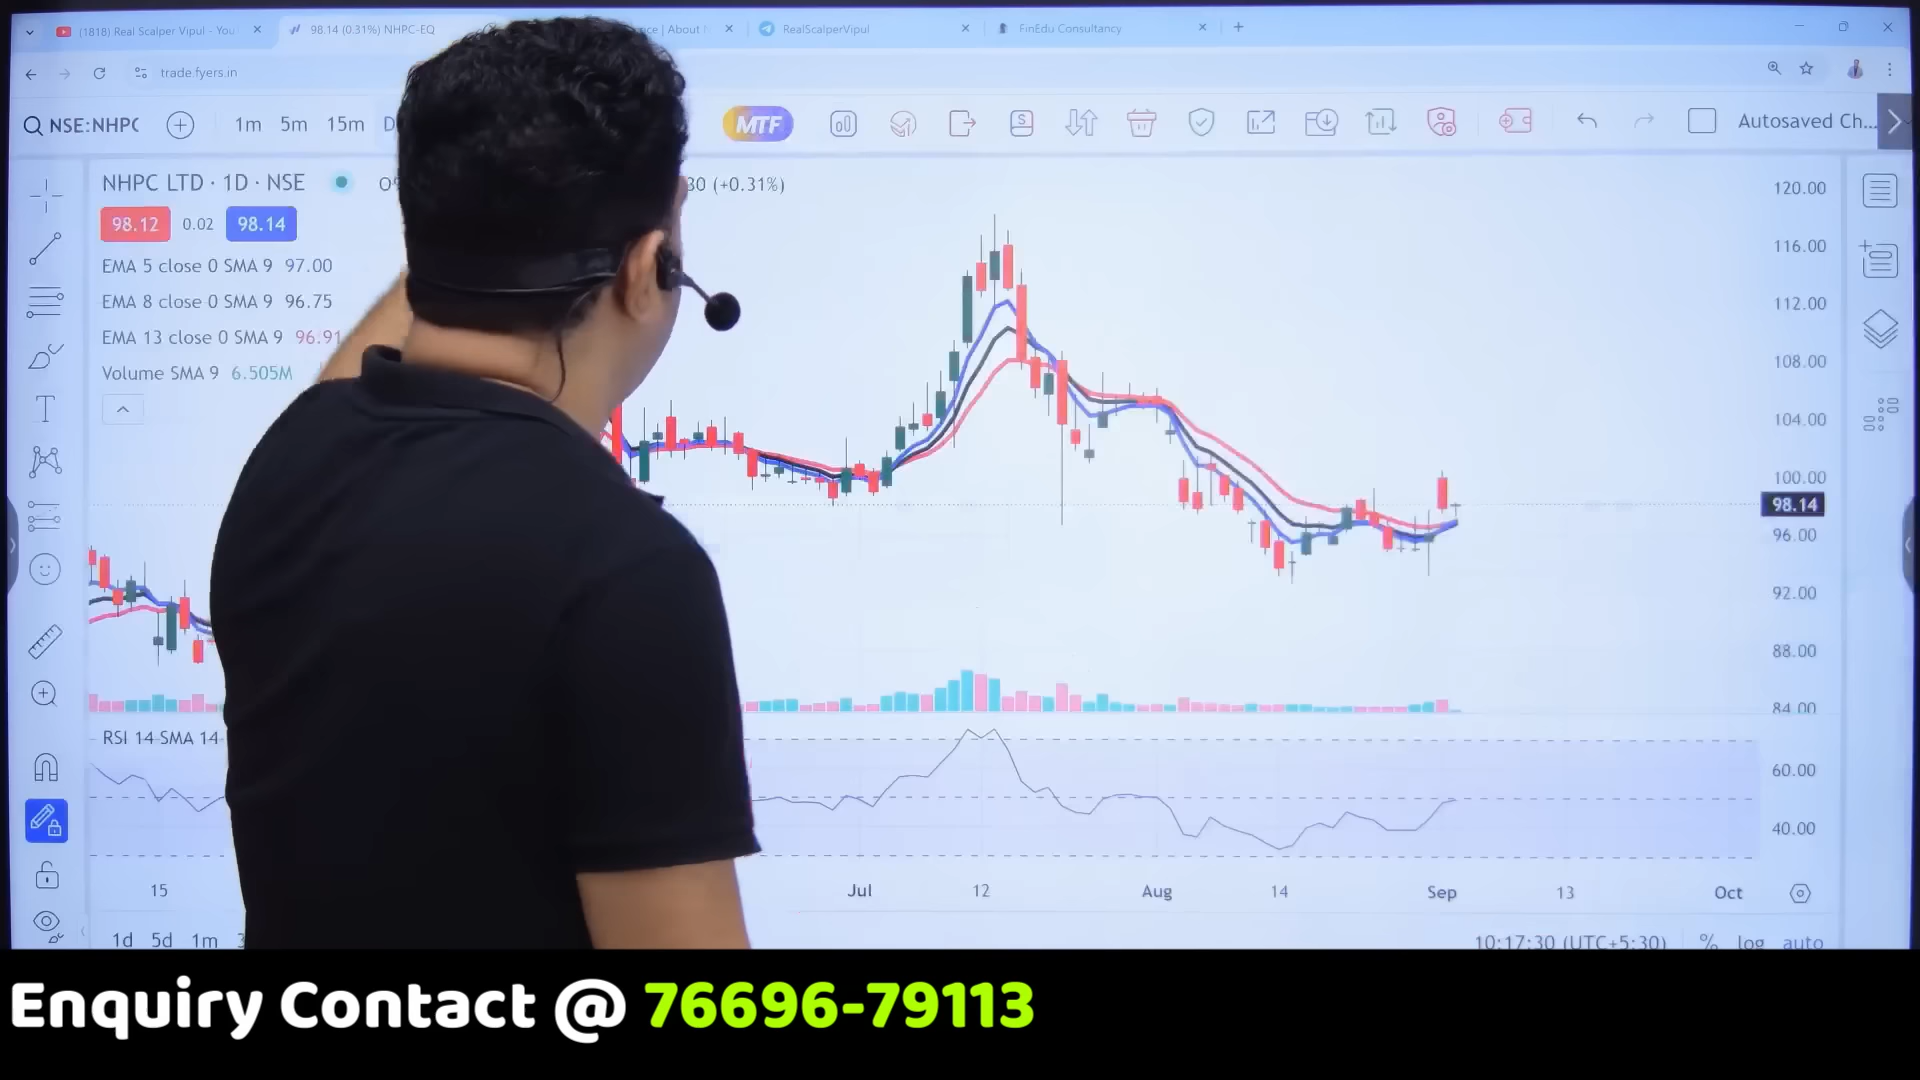 (1818) Real Scalper Vipul - You
98.14 (0.31%) NHPC-EQ
RealScalperVipul
FinEdu Consultancy
trade.fyers.in
NSE:NHPC
1m 5m 15m D
MTF
Autosaved Ch...
NHPC LTD · 1D · NSE
30 (+0.31%)
98.12 0.02 98.14
EMA 5 close 0 SMA 9 97.00
EMA 8 close 0 SMA 9 96.75
EMA 13 close 0 SMA 9 96.91
Volume SMA 9 6.505M
120.00
116.00
112.00
108.00
104.00
100.00
98.14
96.00
92.00
88.00
84.00
RSI 14 SMA 14
60.00
40.00
15 Jul 12 Aug 14 Sep 13 Oct
1d 5d 1m
10:17:30 (UTC+5:30) % log auto
Enquiry Contact @ 76696-79113